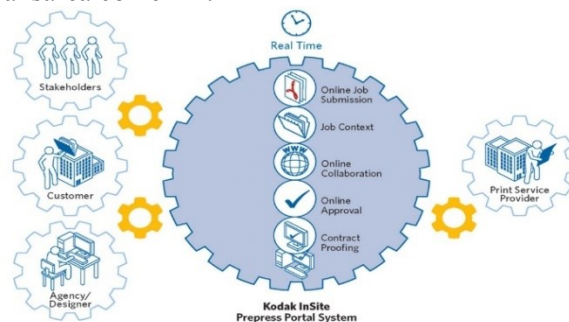 Real Time
Stakeholders
Customer
Agency/
Designer
Online Job
Submission
Job Context
WWW
Online
Collaboration
Online
Approval
Contract
Proofing
Print Service
Provider
Kodak InSite
Prepress Portal System